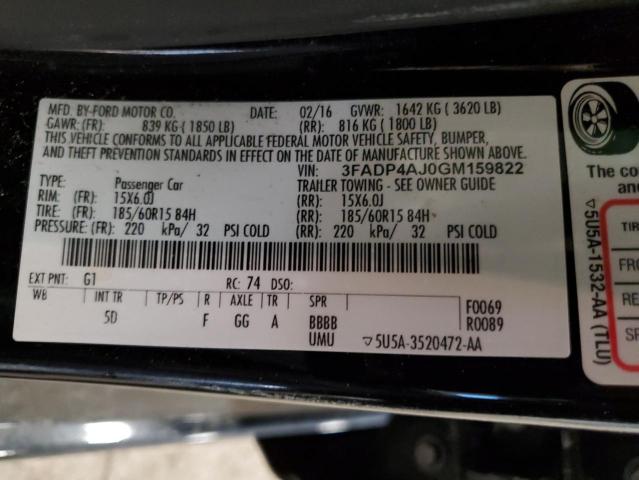 MFD. BY-FORD MOTOR CO. DATE: 02/16 GVWR: 1642 KG ( 3620 LB)
GAWR: (FR): 839 KG ( 1850 LB) (RR): 816 KG ( 1800 LB)
THIS VEHICLE CONFORMS TO ALL APPLICABLE FEDERAL MOTOR VEHICLE SAFETY, BUMPER,
AND THEFT PREVENTION STANDARDS IN EFFECT ON THE DATE OF MANUFACTURE SHOWN ABOVE.
VIN: 3FADP4AJ0GM159822
TYPE: Passenger Car TRAILER TOWING - SEE OWNER GUIDE
RIM: (FR): 15X6.0J (RR): 15X6.0J
TIRE: (FR): 185/60R15 84H (RR): 185/60R15 84H
PRESSURE: (FR): 220 kPa/ 32 PSI COLD (RR): 220 kPa/ 32 PSI COLD
EXT PNT: G1 RC: 74 DSO:
WB INT TR TP/PS R AXLE TR SPR F0069
5D F GG A BBBB R0089
UMU ▽5U5A-3520472-AA
The co
an
▽5U5A-1532-AA (TLU)
TIR
FRO
RE
SP